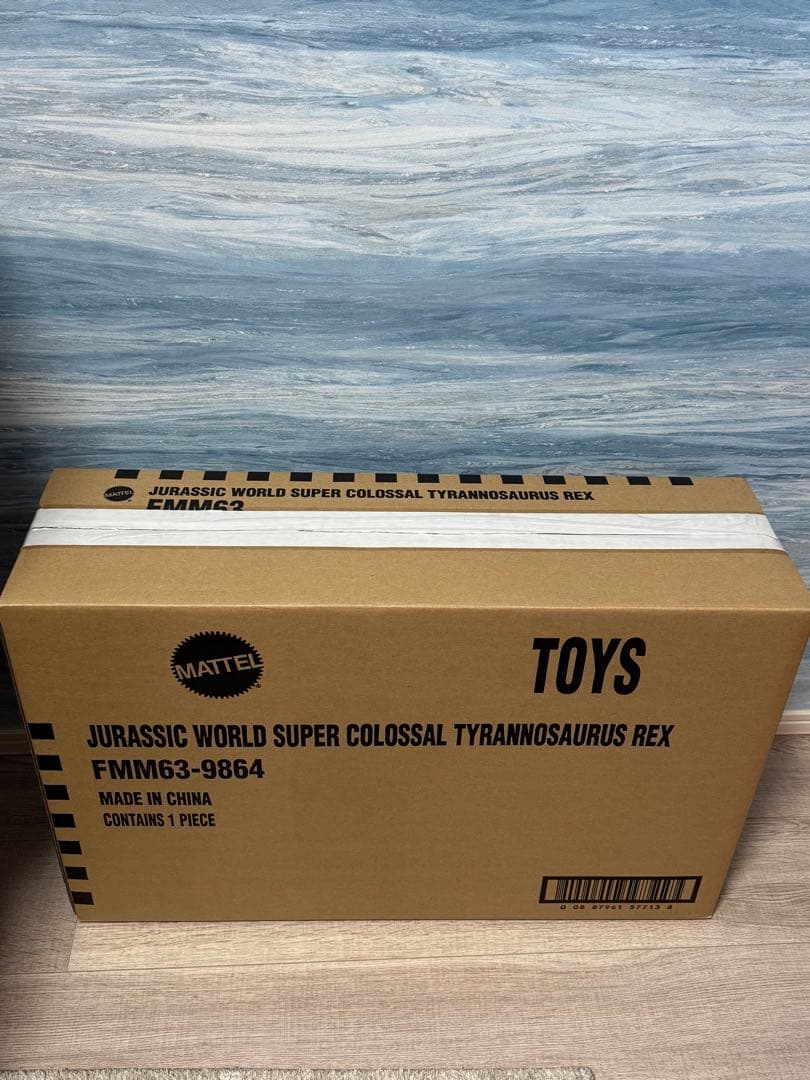 MATTEL JURASSIC WORLD SUPER COLOSSAL TYRANNOSAURUS REX
FMM63
MATTEL
TOYS
JURASSIC WORLD SUPER COLOSSAL TYRANNOSAURUS REX
FMM63-9864
MADE IN CHINA
CONTAINS 1 PIECE
0 08 87961 57713 6